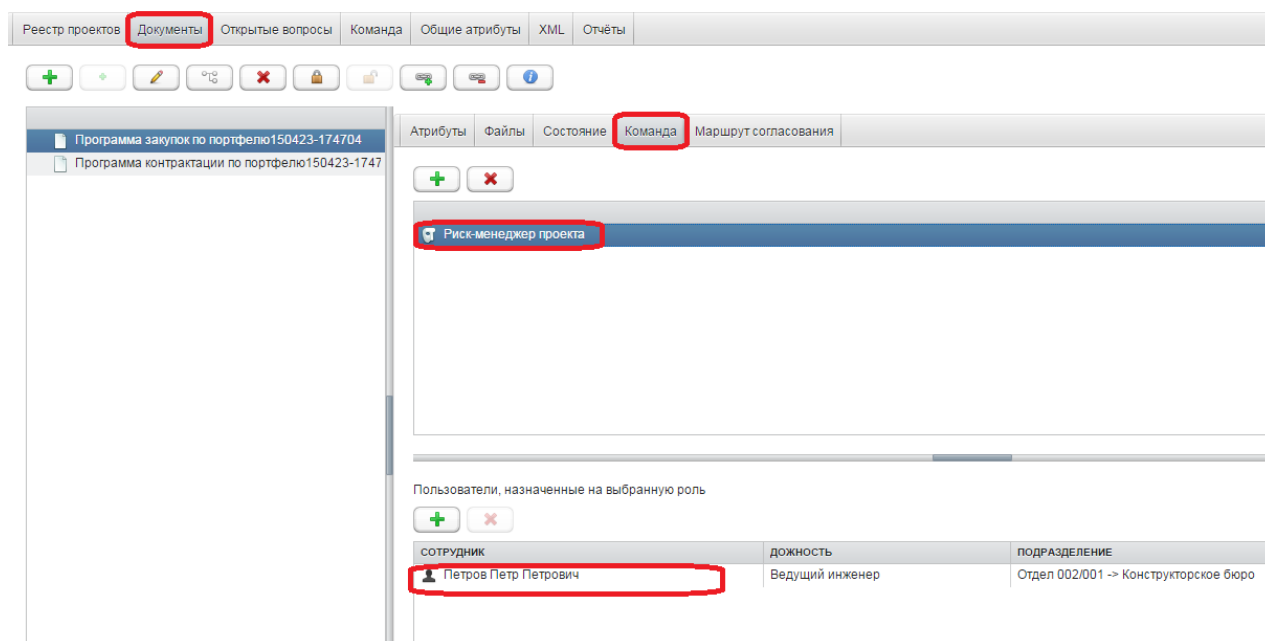 Реестр проектов Документы Открытые вопросы Команда Общие атрибуты XML Отчёты
Программа закупок по портфелю150423-174704
Программа контрактации по портфелю150423-1747
Атрибуты Файлы Состояние Команда Маршрут согласования
Риск-менеджер проекта
Пользователи, назначенные на выбранную роль
СОТРУДНИК ДОЖНОСТЬ ПОДРАЗДЕЛЕНИЕ
Петров Петр Петрович Ведущий инженер Отдел 002/001 -> Конструкторское бюро